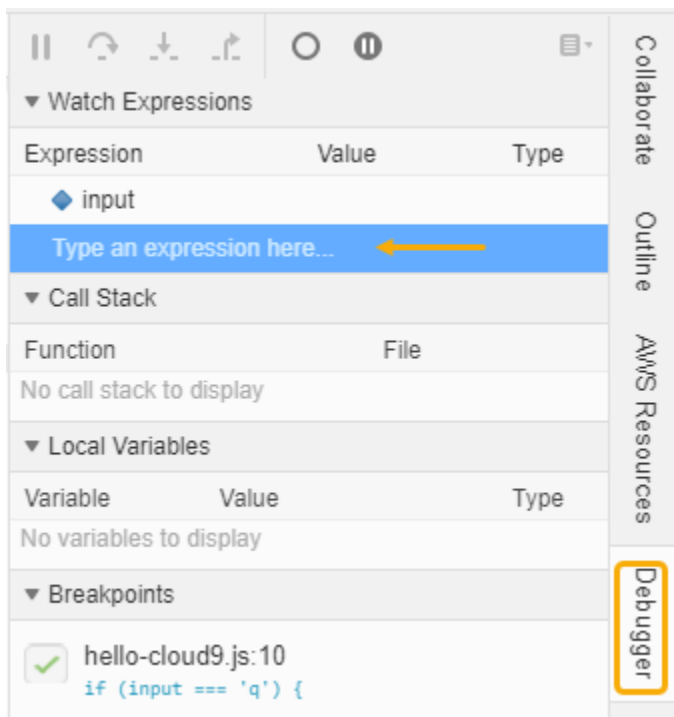 Watch Expressions
Expression Value Type
input
Type an expression here...
Call Stack
Function File
No call stack to display
Local Variables
Variable Value Type
No variables to display
Breakpoints
hello-cloud9.js:10
if (input === 'q') {
Collaborate
Outline
AWS Resources
Debugger